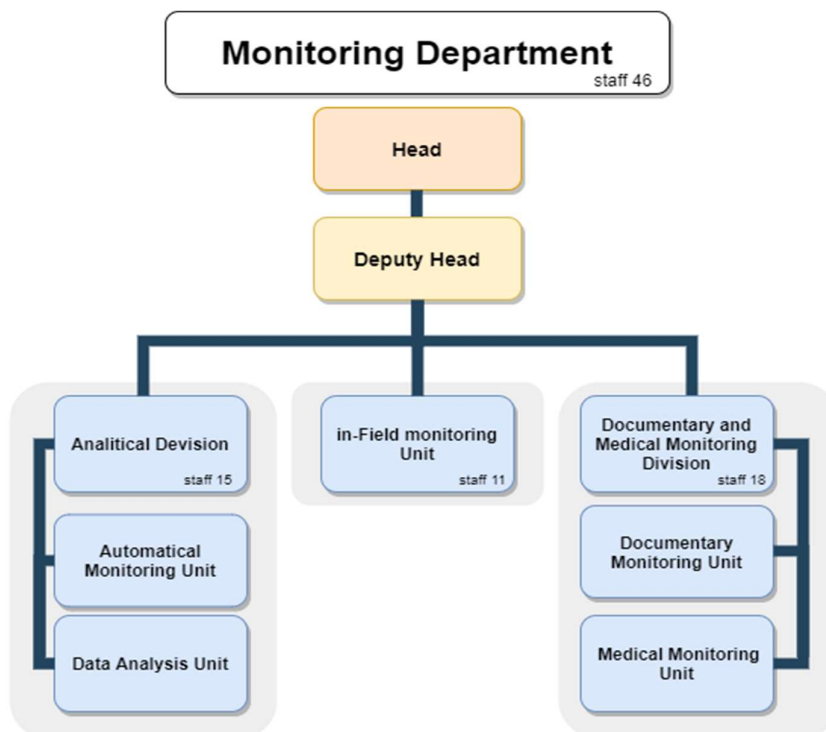 Monitoring Department
staff 46
Head
Deputy Head
Analitical Devision
staff 15
Automatical
Monitoring Unit
Data Analysis Unit
in-Field monitoring
Unit
staff 11
Documentary and
Medical Monitoring
Division
staff 18
Documentary
Monitoring Unit
Medical Monitoring
Unit